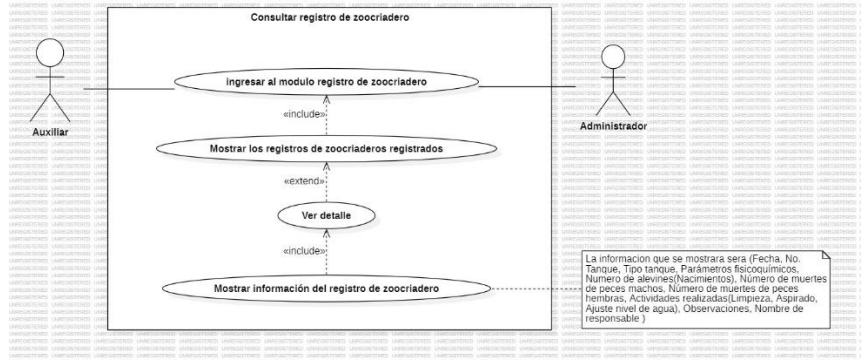 Consultar registro de zoocriadero
ingresar al modulo registro de zoocriadero
Auxiliar
Administrador
«include»
Mostrar los registros de zoocriaderos registrados
«extend»
Ver detalle
«include»
Mostrar información del registro de zoocriadero
La informacion que se mostrara sera (Fecha, No.
Tanque, Tipo tanque, Parámetros fisicoquímicos,
Numero de alevines(Nacimientos), Número de muertes
de peces machos, Número de muertes de peces
hembras, Actividades realizadas(Limpieza, Aspirado,
Ajuste nivel de agua), Observaciones, Nombre de
responsable )